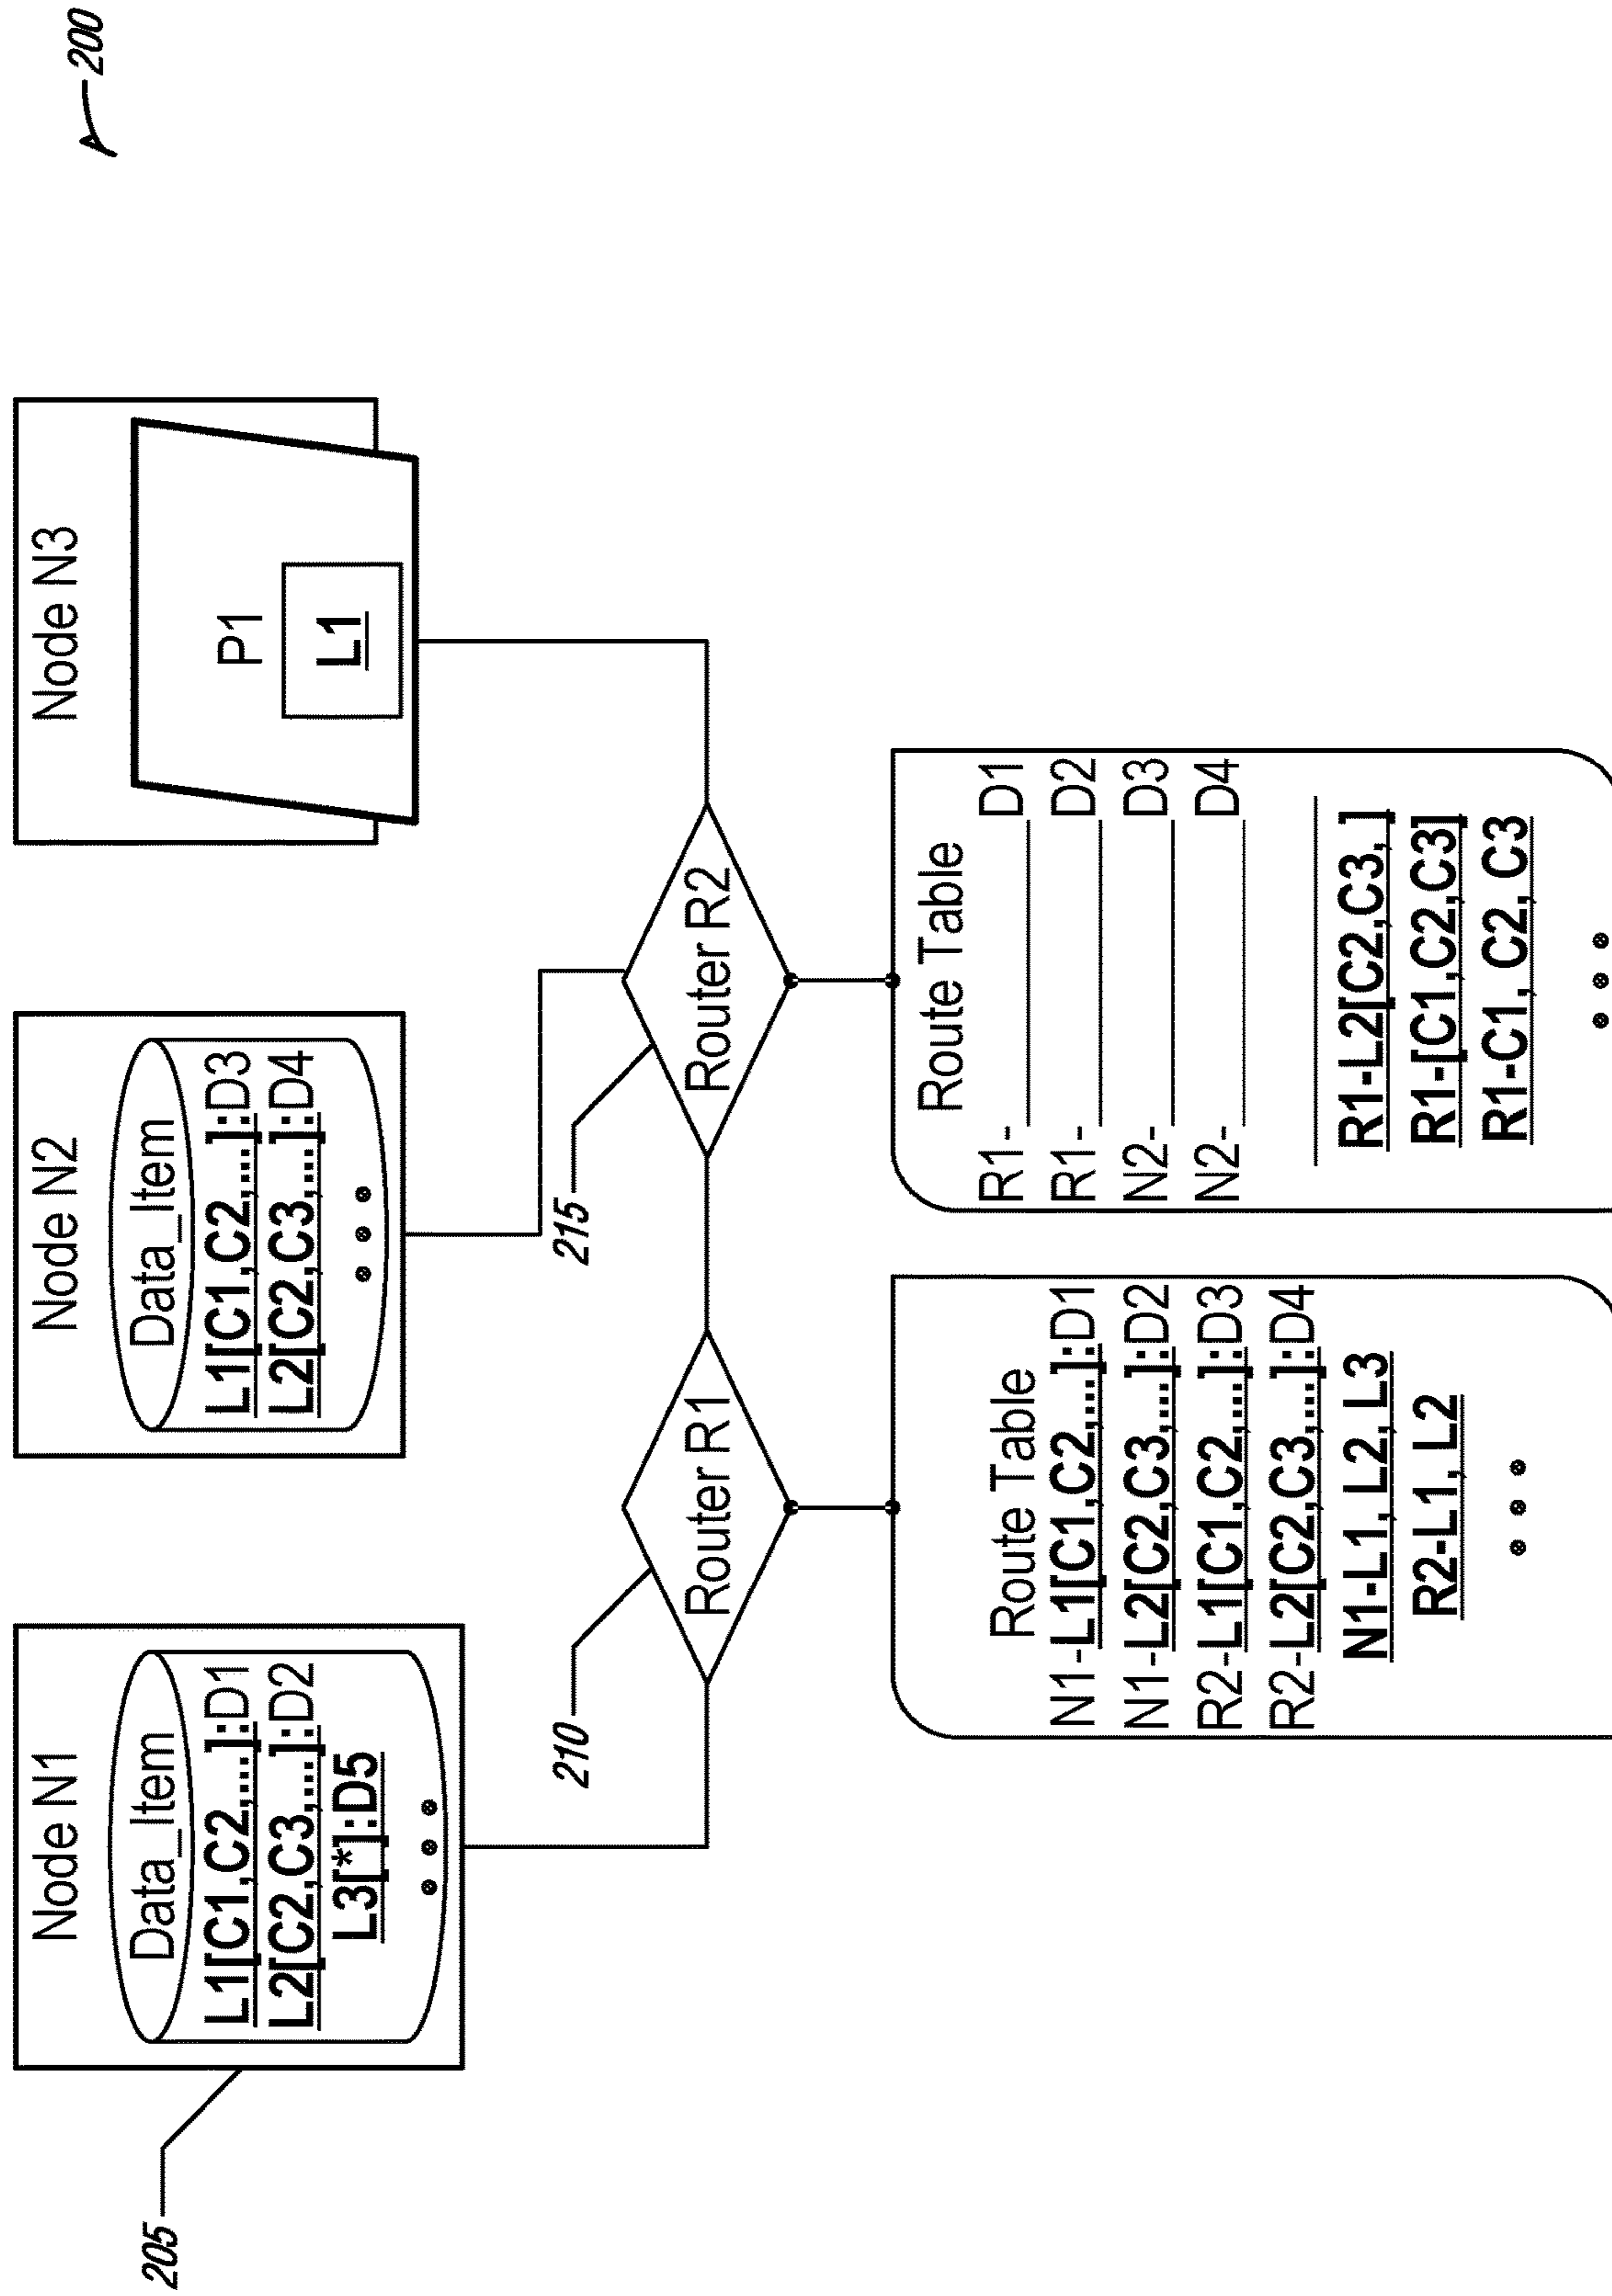 200
Node N1
Data_Item
L1[C1,C2,...]:D1
L2[C2,C3,...]:D2
L3[*]:D5
205
Node N2
Data_Item
L1[C1,C2,...]:D3
L2[C2,C3,...]:D4
Node N3
P1
L1
210
Router R1
215
Router R2
Route Table
N1-L1[C1,C2,...]:D1
N1-L2[C2,C3,...]:D2
R2-L1[C1,C2,...]:D3
R2-L2[C2,C3,...]:D4
N1-L1, L2, L3
R2-L1, L2
Route Table
R1-________D1
R1-________D2
N2-________D3
N2-________D4
R1-L2[C2,C3, ]
R1-[C1,C2,C3]
R1-C1, C2, C3